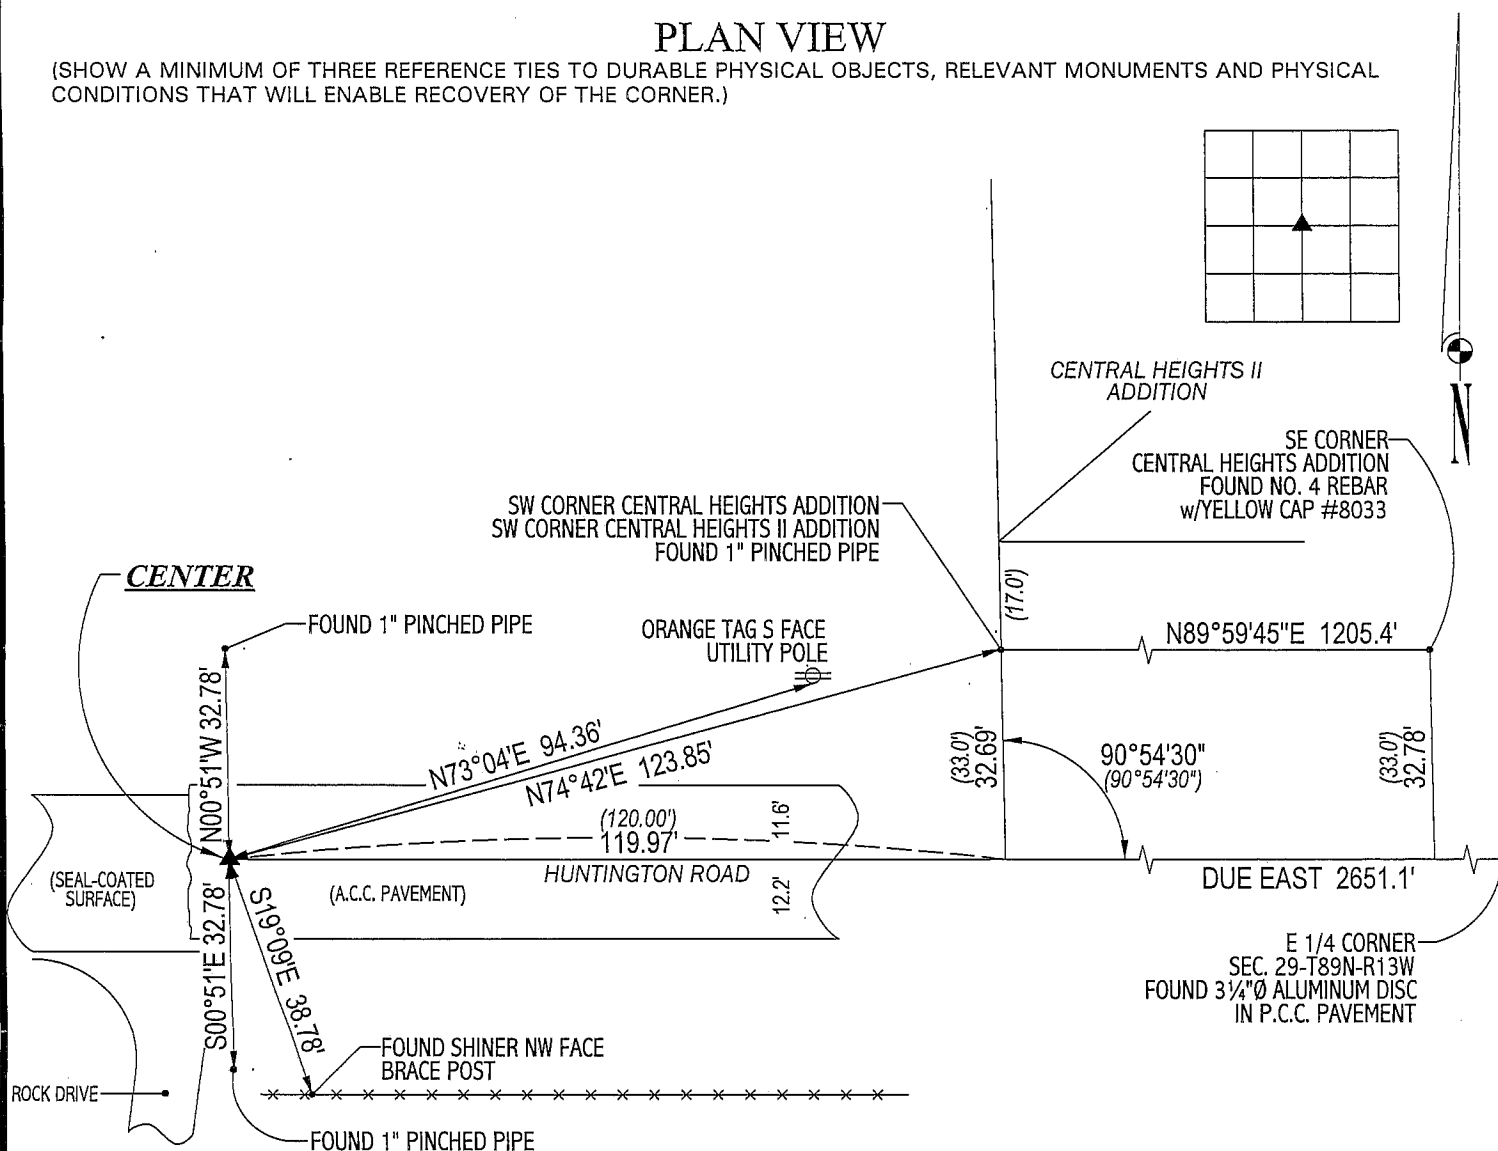 PLAN VIEW
(SHOW A MINIMUM OF THREE REFERENCE TIES TO DURABLE PHYSICAL OBJECTS, RELEVANT MONUMENTS AND PHYSICAL
CONDITIONS THAT WILL ENABLE RECOVERY OF THE CORNER.)
N
CENTRAL HEIGHTS II
ADDITION
SE CORNER
CENTRAL HEIGHTS ADDITION
FOUND NO. 4 REBAR
w/YELLOW CAP #8033
SW CORNER CENTRAL HEIGHTS ADDITION
SW CORNER CENTRAL HEIGHTS II ADDITION
FOUND 1" PINCHED PIPE
CENTER
FOUND 1" PINCHED PIPE
ORANGE TAG S FACE
UTILITY POLE
(17.0')
N89°59'45"E 1205.4'
N00°51'W 32.78'
N73°04'E 94.36'
N74°42'E 123.85'
(33.0')
32.69'
90°54'30"
(90°54'30")
(33.0')
32.78'
(120.00')
119.97'
11.6'
HUNTINGTON ROAD
12.2'
DUE EAST 2651.1'
(SEAL-COATED
SURFACE)
(A.C.C. PAVEMENT)
S00°51'E 32.78'
S19°09'E 38.78'
E 1/4 CORNER
SEC. 29-T89N-R13W
FOUND 3¼"Ø ALUMINUM DISC
IN P.C.C. PAVEMENT
FOUND SHINER NW FACE
BRACE POST
ROCK DRIVE
FOUND 1" PINCHED PIPE